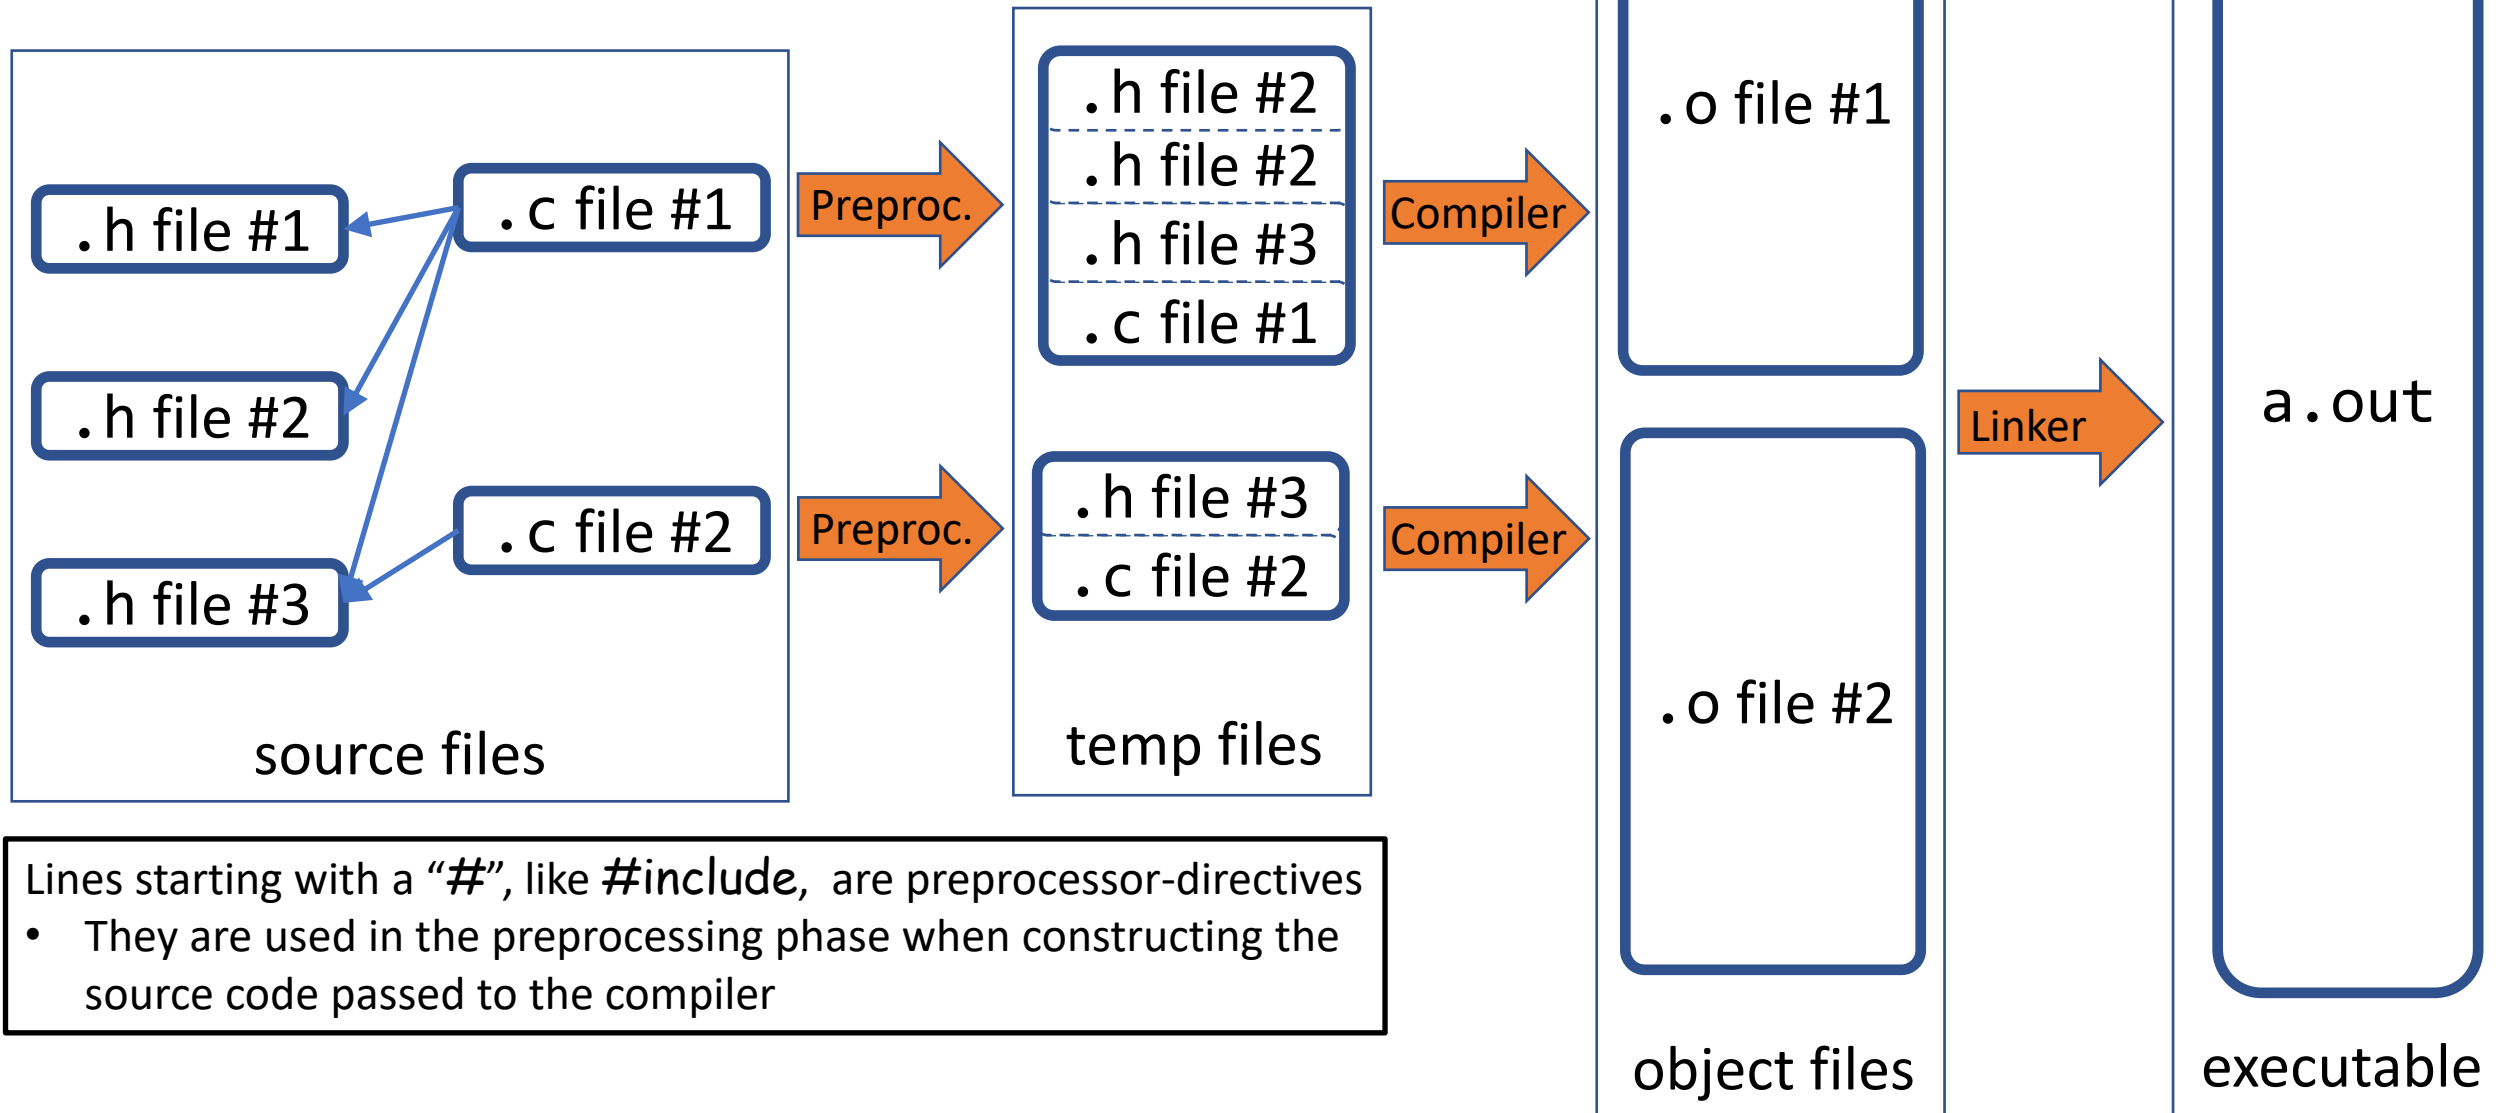 .h file #1
.h file #2
.h file #3
.c file #1
.c file #2
source files
Preproc.
Preproc.
.h file #2
.h file #2
.h file #3
.c file #1
.h file #3
.c file #2
temp files
Compiler
Compiler
.o file #1
.o file #2
object files
Linker
a.out
executable
Lines starting with a “#”, like #include, are preprocessor-directives
• They are used in the preprocessing phase when constructing the
source code passed to the compiler